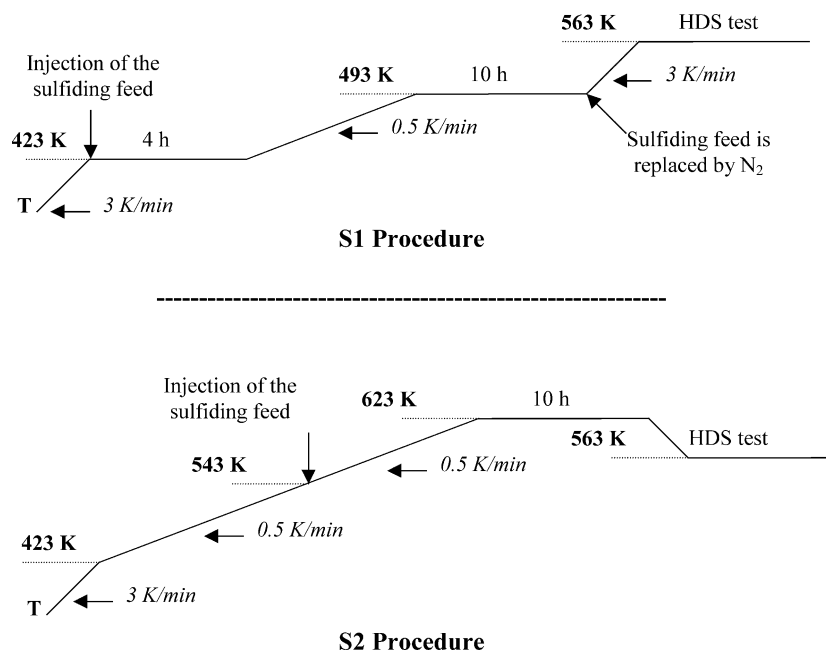 563 K
HDS test
Injection of the
sulfiding feed
493 K
10 h
3 K/min
423 K
4 h
0.5 K/min
Sulfiding feed is
replaced by N₂
T
3 K/min
S1 Procedure
Injection of the
sulfiding feed
623 K
10 h
563 K
HDS test
543 K
0.5 K/min
0.5 K/min
423 K
T
3 K/min
S2 Procedure